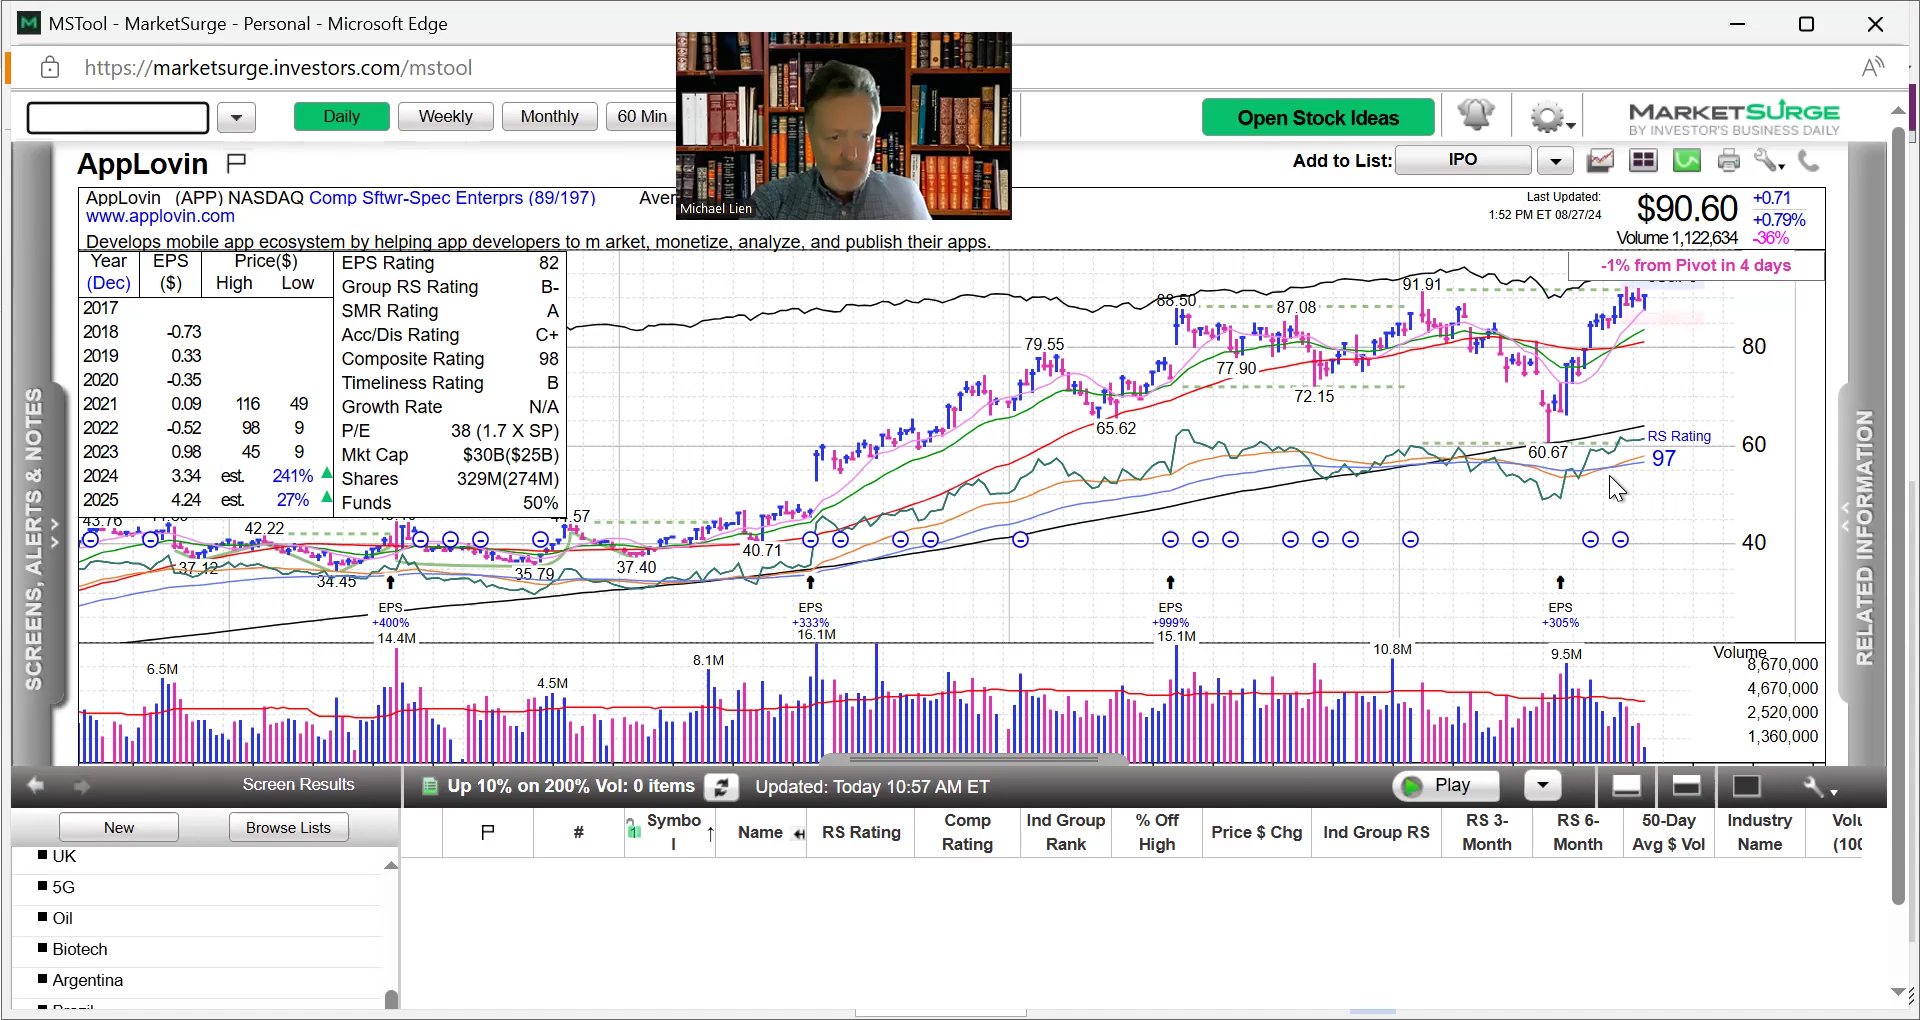 MSTool - MarketSurge - Personal - Microsoft Edge
https://marketsurge.investors.com/mstool
Daily
Weekly
Monthly
60 Min
Michael Lien
Open Stock Ideas
MARKETSURGE
BY INVESTOR'S BUSINESS DAILY
AppLovin
Add to List:
IPO
AppLovin (APP) NASDAQ Comp Sftwr-Spec Enterprs (89/197)
www.applovin.com
Develops mobile app ecosystem by helping app developers to m arket, monetize, analyze, and publish their apps.
Last Updated:
1:52 PM ET 08/27/24
$90.60
+0.71
+0.79%
Volume 1,122,634 -36%
-1% from Pivot in 4 days
Year EPS Price($)
(Dec) ($) High Low
2017
2018 -0.73
2019 0.33
2020 -0.35
2021 0.09 116 49
2022 -0.52 98 9
2023 0.98 45 9
2024 3.34 est. 241%
2025 4.24 est. 27%
EPS Rating 82
Group RS Rating B-
SMR Rating A
Acc/Dis Rating C+
Composite Rating 98
Timeliness Rating B
Growth Rate N/A
P/E 38 (1.7 X SP)
Mkt Cap $30B($25B)
Shares 329M(274M)
Funds 50%
88.50
87.08
91.91
79.55
77.90
72.15
65.62
60.67
80
60
40
RS Rating
97
43.76
42.22
37.12
34.45
35.79
37.40
40.71
EPS
+400%
14.4M
EPS
+333%
16.1M
EPS
+999%
15.1M
EPS
+305%
6.5M
4.5M
8.1M
10.8M
9.5M
Volume
8,670,000
4,670,000
2,520,000
1,360,000
SCREENS, ALERTS & NOTES
RELATED INFORMATION
Screen Results
Up 10% on 200% Vol: 0 items
Updated: Today 10:57 AM ET
Play
New
Browse Lists
UK
5G
Oil
Biotech
Argentina
#
Symbo
l
Name
RS Rating
Comp
Rating
Ind Group
Rank
% Off
High
Price $ Chg
Ind Group RS
RS 3-
Month
RS 6-
Month
50-Day
Avg $ Vol
Industry
Name